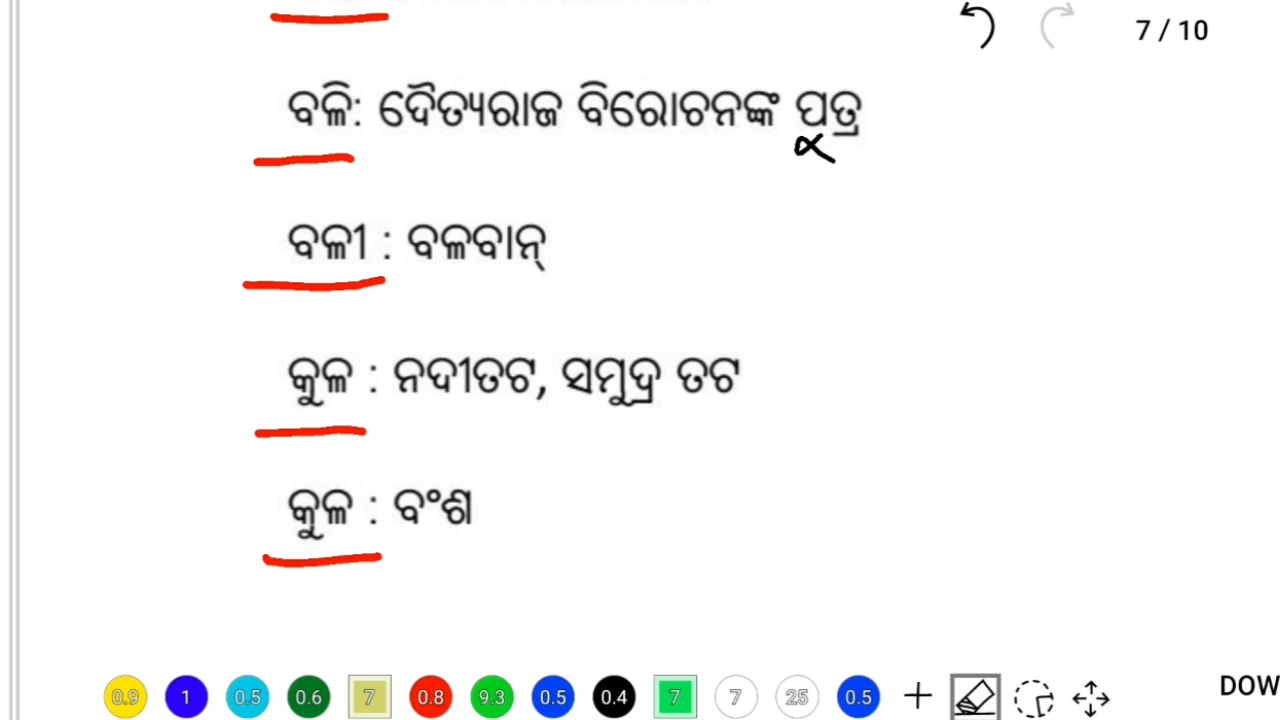 7 / 10
ବଳି: ଦୈତ୍ୟରାଜ ବିରୋଚନଙ୍କ ପତ୍ର
ବଳୀ : ବଳବାନ୍
କୁଳ : ନଦୀତଟ, ସମୁଦ୍ର ତଟ
କୁଳ : ବଂଶ
0.9 1 0.5 0.6 7 0.8 9.3 0.5 0.4 7 7 25 0.5 DOW